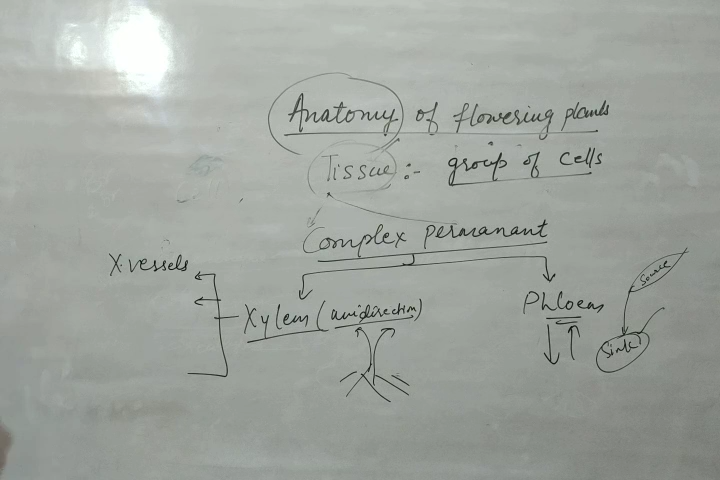 Anatomy of flowering plants
Tissue :- group of cells
Complex permanant
X.vessels
Xylem (unidirection)
Phloem
Source
Sink